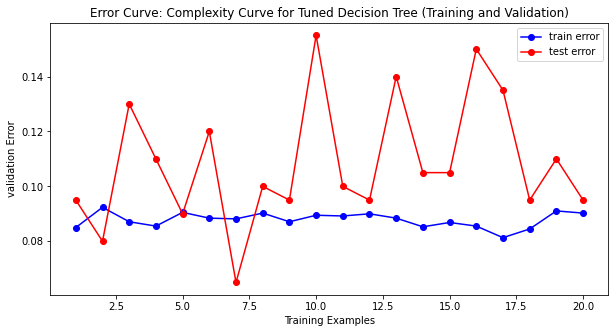 Error Curve: Complexity Curve for Tuned Decision Tree (Training and Validation)
train error
test error
0.14
0.12
0.10
0.08
validation Error
2.5 5.0 7.5 10.0 12.5 15.0 17.5 20.0
Training Examples